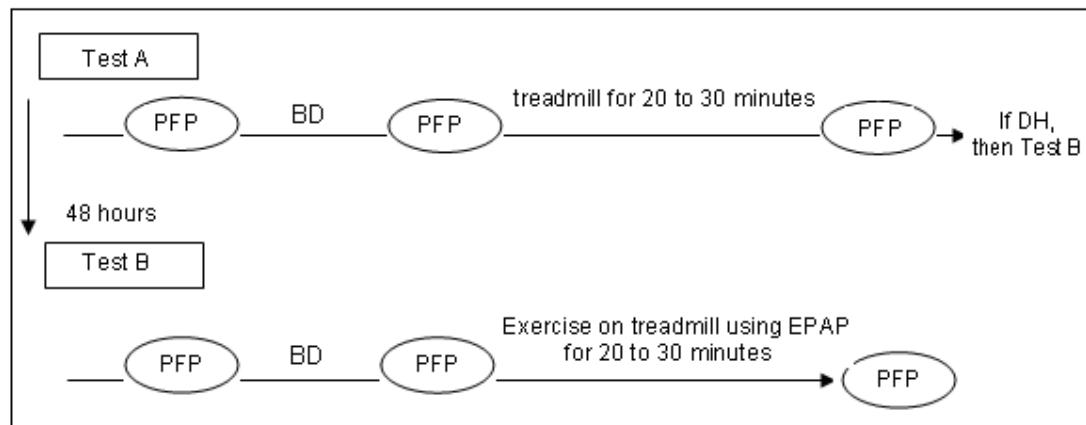 Test A
PFP
BD
PFP
treadmill for 20 to 30 minutes
PFP
If DH,
then Test B
48 hours
Test B
PFP
BD
PFP
Exercise on treadmill using EPAP
for 20 to 30 minutes
PFP